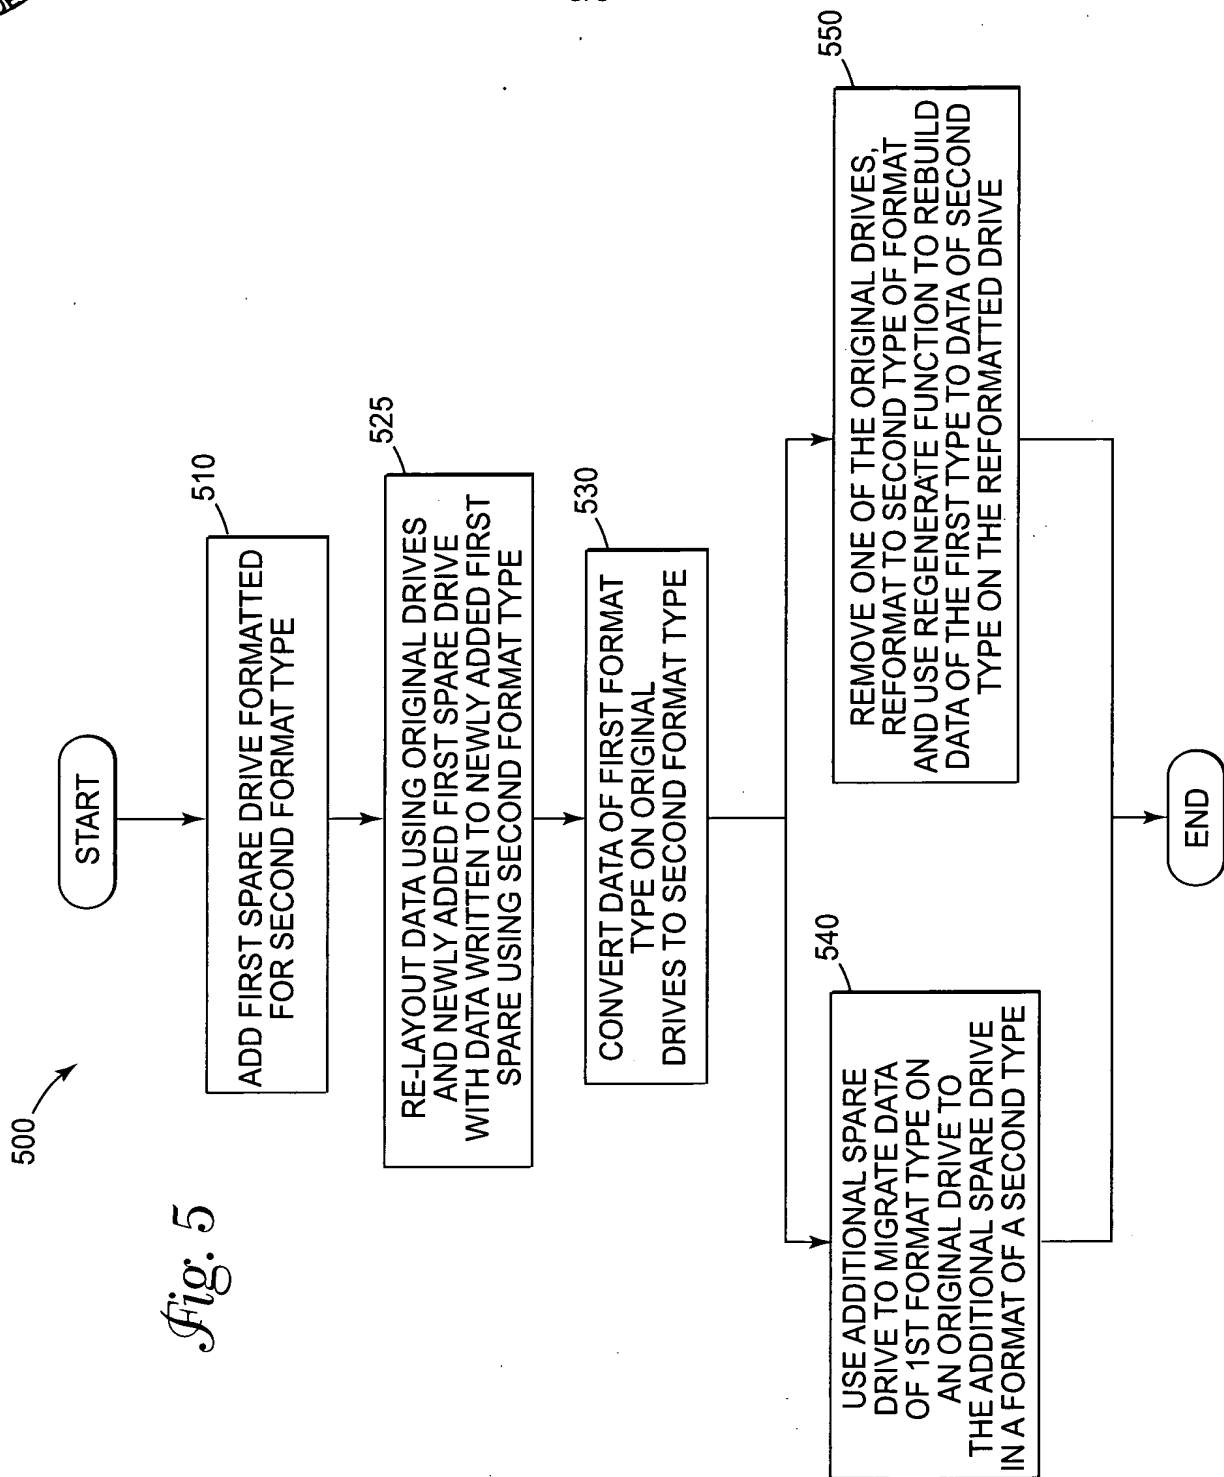 500
START
510
ADD FIRST SPARE DRIVE FORMATTED
FOR SECOND FORMAT TYPE
525
RE-LAYOUT DATA USING ORIGINAL DRIVES
AND NEWLY ADDED FIRST SPARE DRIVE
WITH DATA WRITTEN TO NEWLY ADDED FIRST
SPARE USING SECOND FORMAT TYPE
530
CONVERT DATA OF FIRST FORMAT
TYPE ON ORIGINAL
DRIVES TO SECOND FORMAT TYPE
540
USE ADDITIONAL SPARE
DRIVE TO MIGRATE DATA
OF 1ST FORMAT TYPE ON
AN ORIGINAL DRIVE TO
THE ADDITIONAL SPARE DRIVE
IN A FORMAT OF A SECOND TYPE
550
REMOVE ONE OF THE ORIGINAL DRIVES,
REFORMAT TO SECOND TYPE OF FORMAT
AND USE REGENERATE FUNCTION TO REBUILD
DATA OF THE FIRST TYPE TO DATA OF SECOND
TYPE ON THE REFORMATTED DRIVE
END
Fig. 5